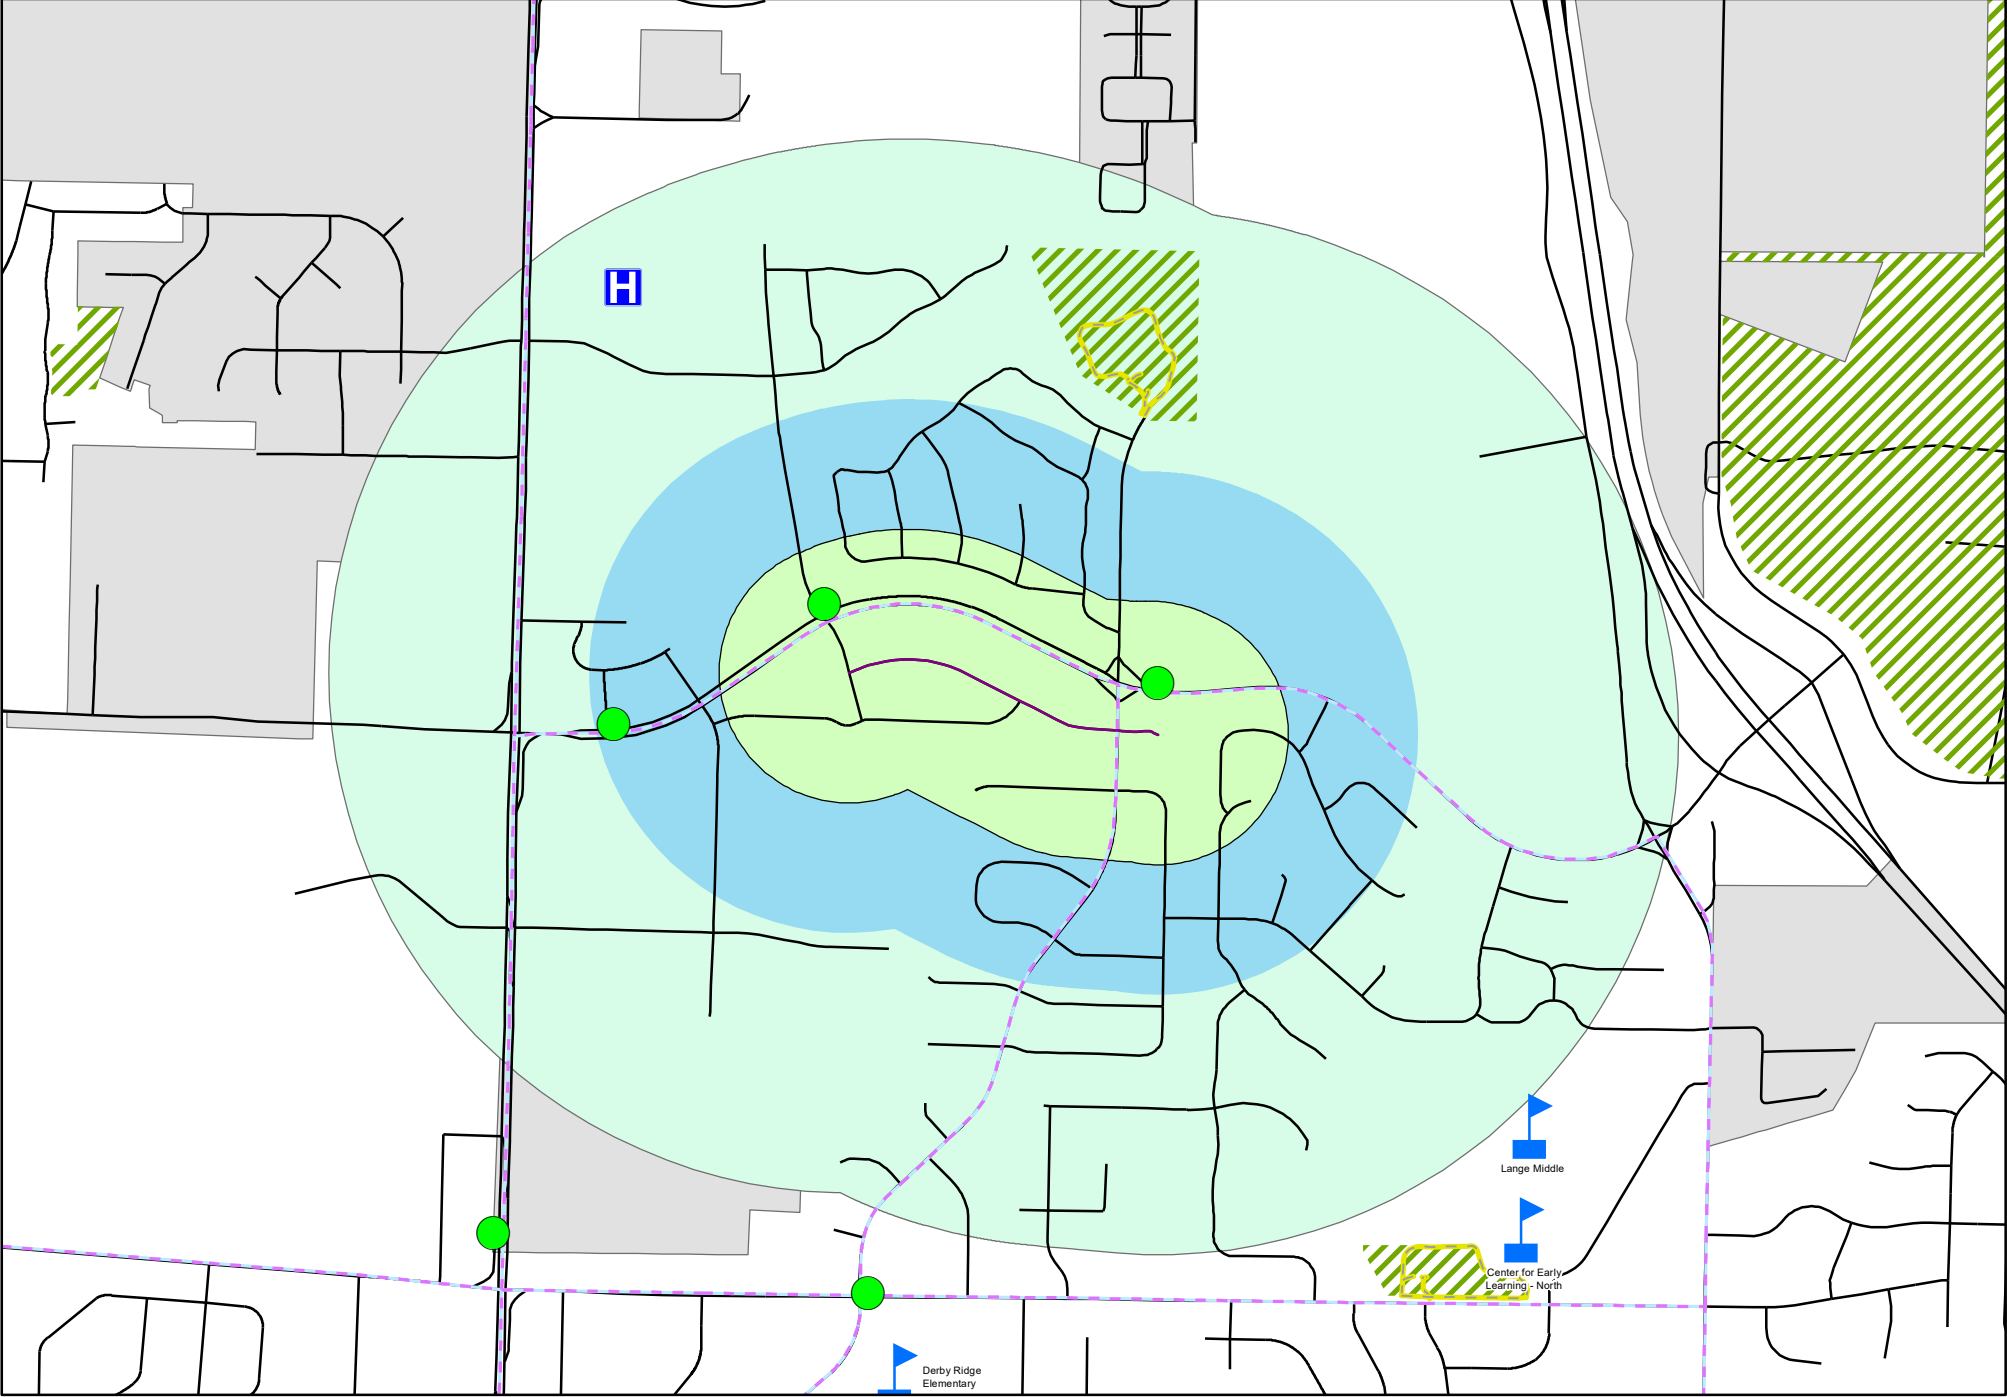 H
Lange Middle
Center for Early
Learning - North
Derby Ridge
Elementary